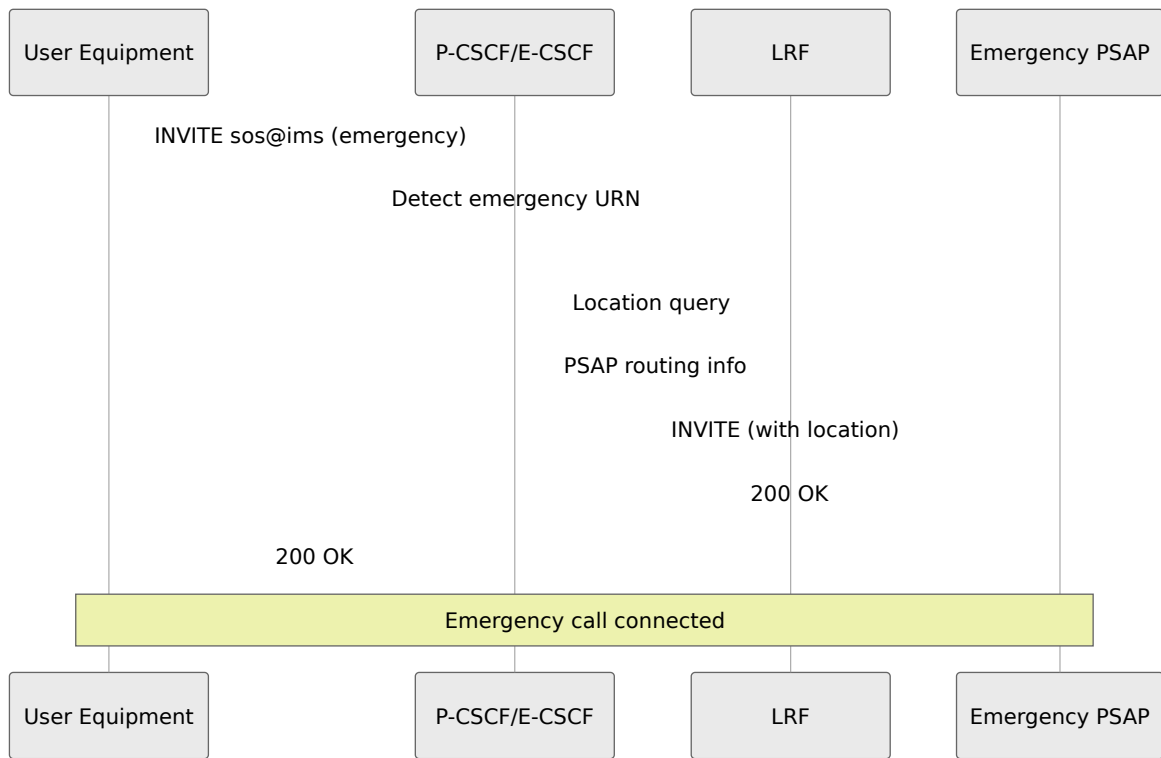 User Equipment
P-CSCF/E-CSCF
LRF
Emergency PSAP
INVITE sos@ims (emergency)
Detect emergency URN
Location query
PSAP routing info
INVITE (with location)
200 OK
200 OK
Emergency call connected
User Equipment
P-CSCF/E-CSCF
LRF
Emergency PSAP